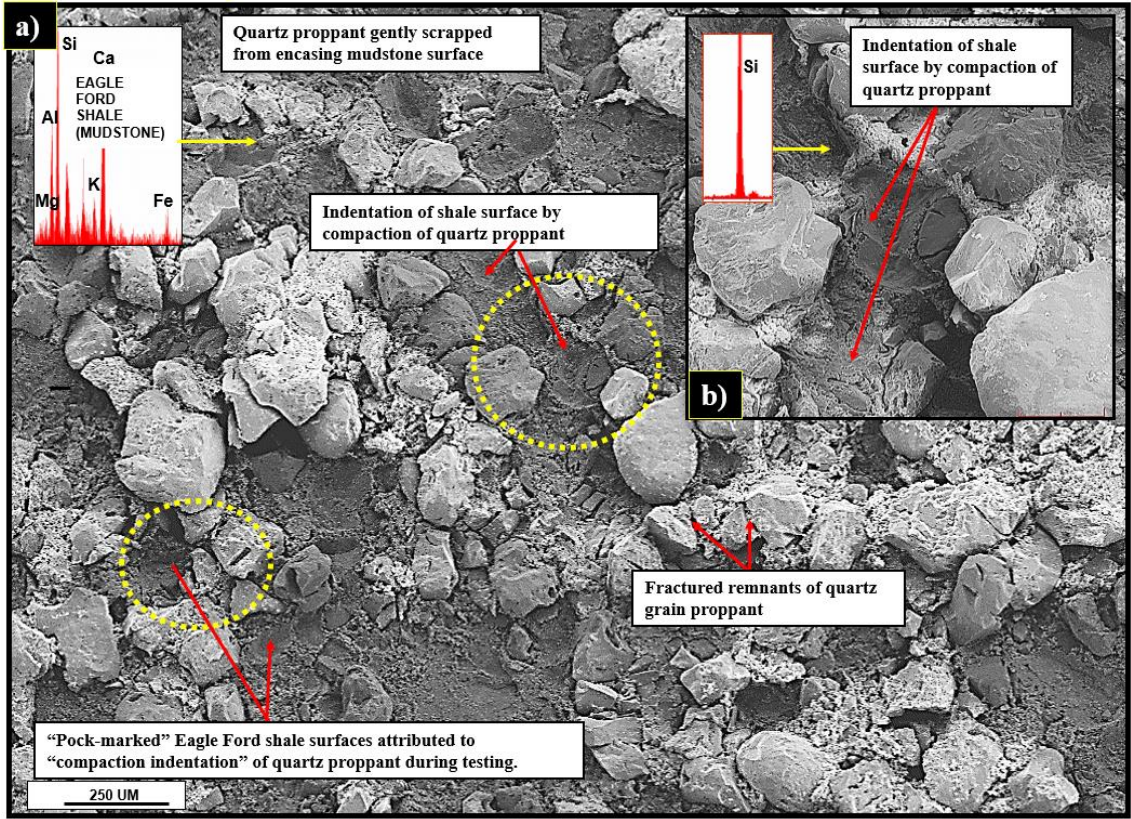 a)
Si
Ca
EAGLE
FORD
SHALE
(MUDSTONE)
Al
K
Mg
Fe
Quartz proppant gently scrapped
from encasing mudstone surface
Indentation of shale surface by
compaction of quartz proppant
Si
Indentation of shale
surface by compaction of
quartz proppant
b)
Fractured remnants of quartz
grain proppant
“Pock-marked” Eagle Ford shale surfaces attributed to
“compaction indentation” of quartz proppant during testing.
250 UM